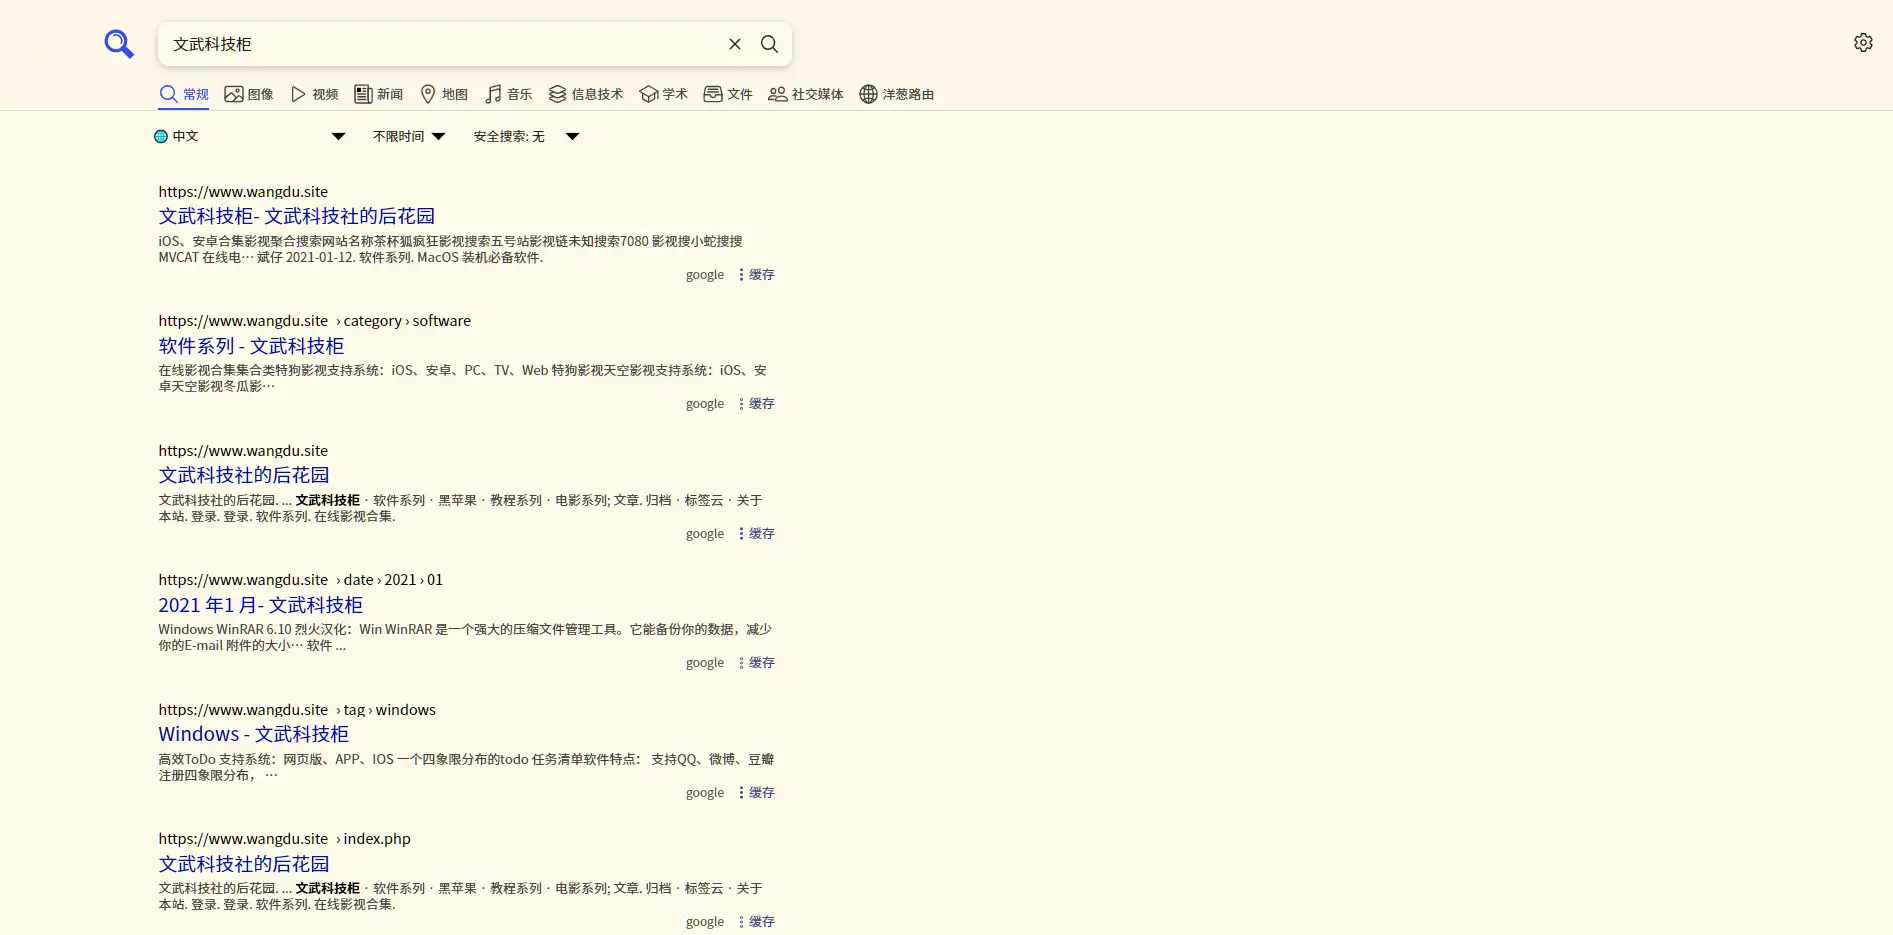 文武科技柜
常规 图像 视频 新闻 地图 音乐 信息技术 学术 文件 社交媒体 洋葱路由
中文 不限时间 安全搜索: 无
https://www.wangdu.site
文武科技柜- 文武科技社的后花园
iOS、安卓合集影视聚合搜索网站名称茶杯狐疯狂影视搜索五号站影视链未知搜索7080 影视搜小蛇搜搜
MVCAT 在线电… 斌仔 2021-01-12. 软件系列. MacOS 装机必备软件.
google 缓存
https://www.wangdu.site › category › software
软件系列 - 文武科技柜
在线影视合集集合类特狗影视支持系统：iOS、安卓、PC、TV、Web 特狗影视天空影视支持系统：iOS、安
卓天空影视冬瓜影…
google 缓存
https://www.wangdu.site
文武科技社的后花园
文武科技社的后花园. ... 文武科技柜 · 软件系列 · 黑苹果 · 教程系列 · 电影系列; 文章. 归档 · 标签云 · 关于
本站. 登录. 登录. 软件系列. 在线影视合集.
google 缓存
https://www.wangdu.site › date › 2021 › 01
2021 年1 月- 文武科技柜
Windows WinRAR 6.10 烈火汉化：Win WinRAR 是一个强大的压缩文件管理工具。它能备份你的数据，减少
你的E-mail 附件的大小… 软件 ...
google 缓存
https://www.wangdu.site › tag › windows
Windows - 文武科技柜
高效ToDo 支持系统：网页版、APP、IOS 一个四象限分布的todo 任务清单软件特点： 支持QQ、微博、豆瓣
注册四象限分布， …
google 缓存
https://www.wangdu.site › index.php
文武科技社的后花园
文武科技社的后花园. ... 文武科技柜 · 软件系列 · 黑苹果 · 教程系列 · 电影系列; 文章. 归档 · 标签云 · 关于
本站. 登录. 登录. 软件系列. 在线影视合集.
google 缓存